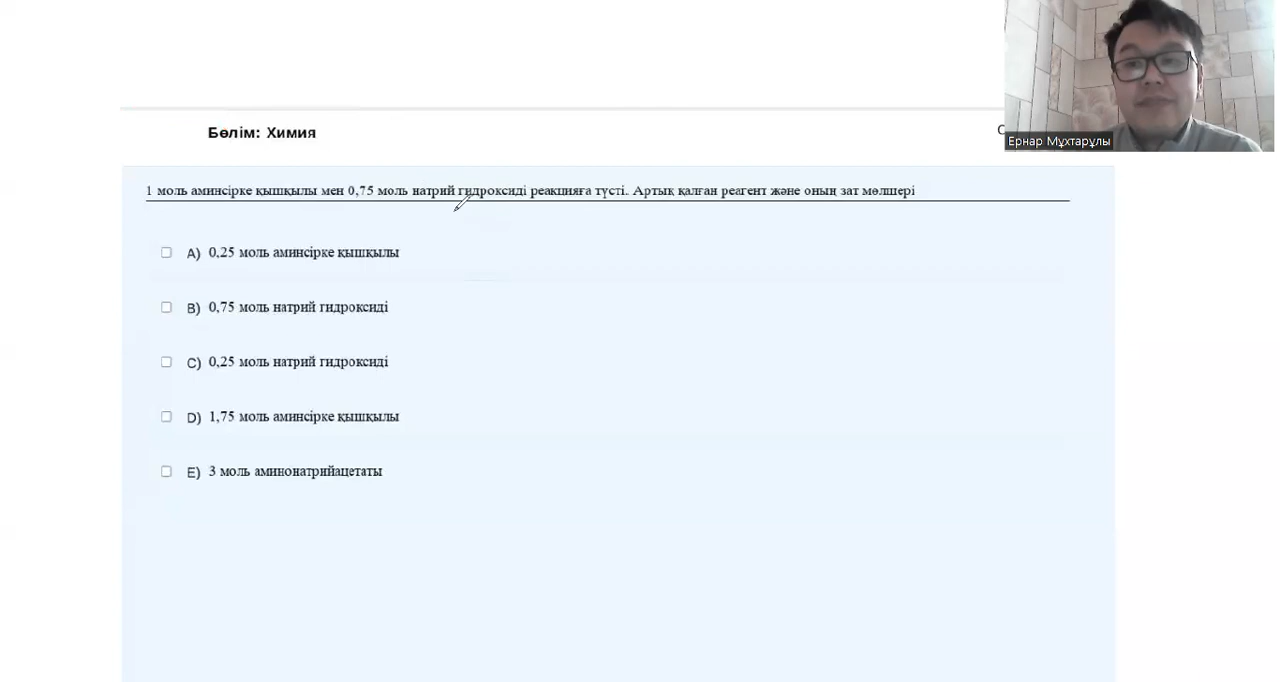 Бөлім: Химия
С
Ернар Мұхтарұлы
1 моль аминсірке қышқылы мен 0,75 моль натрий гидроксиді реакцияға түсті. Артық қалған реагент және оның зат мөлшері
A) 0,25 моль аминсірке қышқылы
B) 0,75 моль натрий гидроксиді
C) 0,25 моль натрий гидроксиді
D) 1,75 моль аминсірке қышқылы
E) 3 моль аминонатрийацетаты